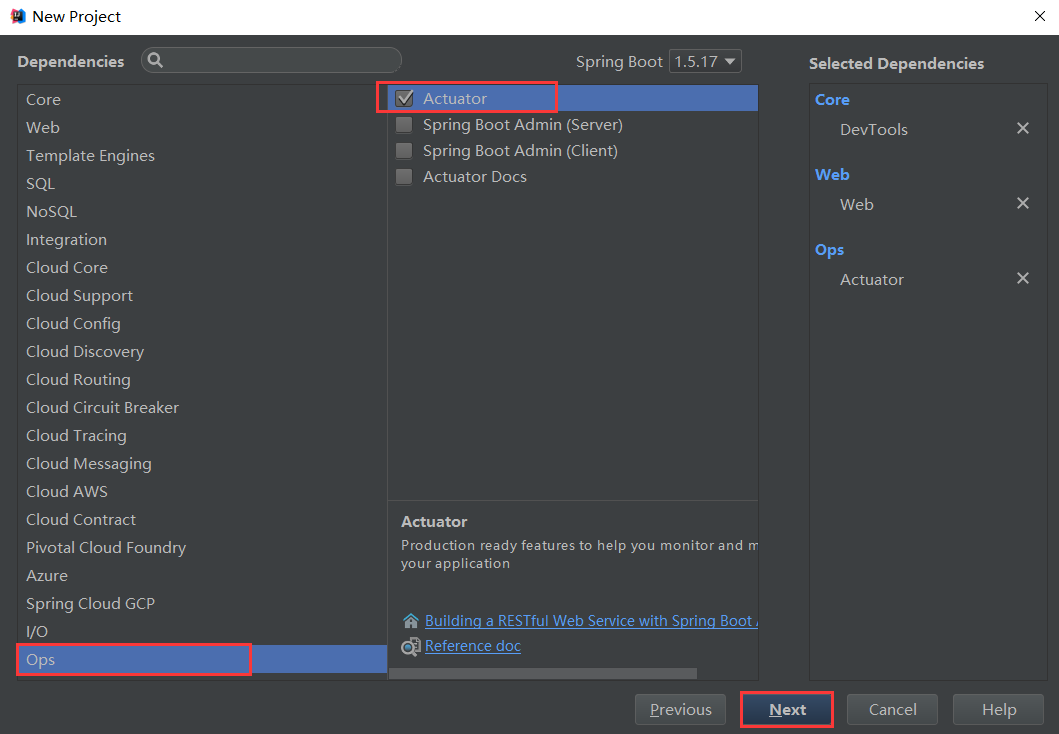 New Project
Dependencies
Spring Boot 1.5.17
Selected Dependencies
Core
Web
Template Engines
SQL
NoSQL
Integration
Cloud Core
Cloud Support
Cloud Config
Cloud Discovery
Cloud Routing
Cloud Circuit Breaker
Cloud Tracing
Cloud Messaging
Cloud AWS
Cloud Contract
Pivotal Cloud Foundry
Azure
Spring Cloud GCP
I/O
Ops
Actuator
Spring Boot Admin (Server)
Spring Boot Admin (Client)
Actuator Docs
Actuator
Production ready features to help you monitor and m
your application
Building a RESTful Web Service with Spring Boot
Reference doc
Core
DevTools
Web
Web
Ops
Actuator
Previous
Next
Cancel
Help